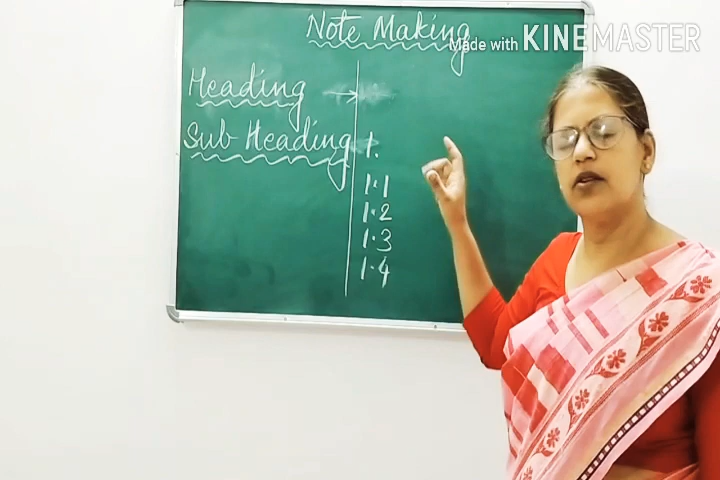 Note Making
Made with KINEMASTER
Heading →
Sub Heading → 1.
1.1
1.2
1.3
1.4